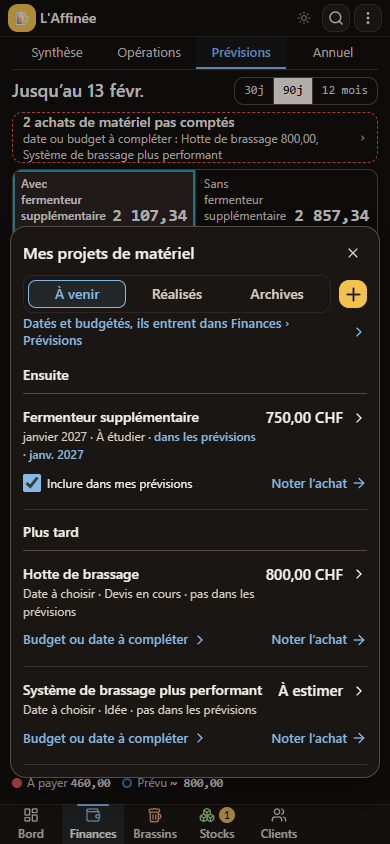 L'Affinée
Synthèse
Opérations
Prévisions
Annuel
Jusqu'au 13 févr.
30j
90j
12 mois
2 achats de matériel pas comptés
date ou budget à compléter : Hotte de brassage 800,00,
Système de brassage plus performant
Avec
fermenteur
supplémentaire 2 107,34
Sans
fermenteur
supplémentaire 2 857,34
Mes projets de matériel
À venir
Réalisés
Archives
Datés et budgétés, ils entrent dans Finances ›
Prévisions
Ensuite
Fermenteur supplémentaire 750,00 CHF
janvier 2027 · À étudier · dans les prévisions
· janv. 2027
Inclure dans mes prévisions
Noter l'achat →
Plus tard
Hotte de brassage 800,00 CHF
Date à choisir · Devis en cours · pas dans les
prévisions
Budget ou date à compléter
Noter l'achat →
Système de brassage plus performant À estimer
Date à choisir · Idée · pas dans les prévisions
Budget ou date à compléter
Noter l'achat →
À payer 460,00 Prévu ~ 800,00
Bord
Finances
Brassins
1
Stocks
Clients